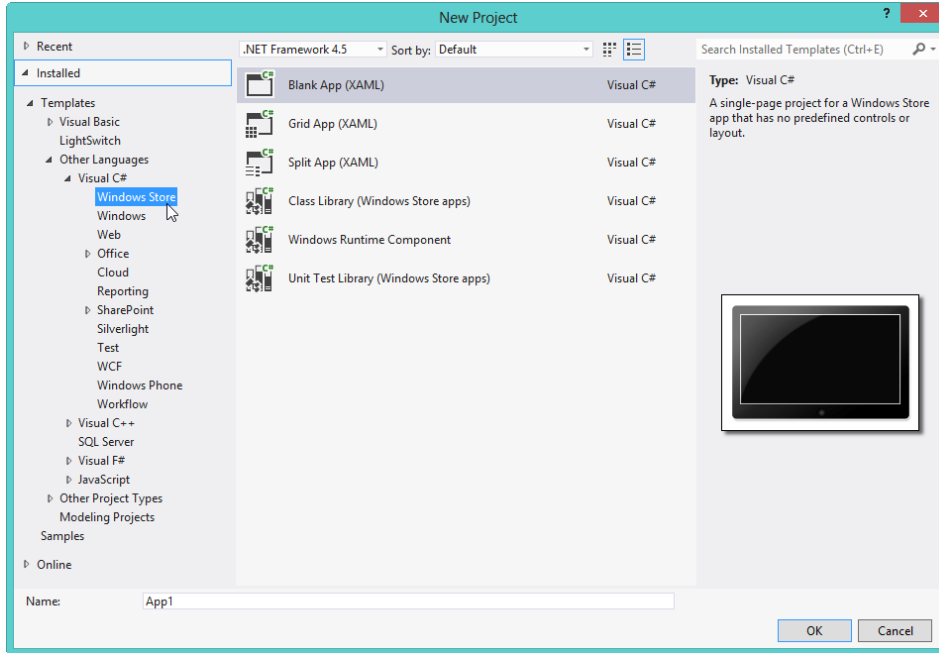 New Project
?
Recent
Installed
Templates
Visual Basic
LightSwitch
Other Languages
Visual C#
Windows Store
Windows
Web
Office
Cloud
Reporting
SharePoint
Silverlight
Test
WCF
Windows Phone
Workflow
Visual C++
SQL Server
Visual F#
JavaScript
Other Project Types
Modeling Projects
Samples
Online
.NET Framework 4.5 Sort by: Default
C# Blank App (XAML) Visual C#
C# Grid App (XAML) Visual C#
C# Split App (XAML) Visual C#
C# Class Library (Windows Store apps) Visual C#
C# Windows Runtime Component Visual C#
C# Unit Test Library (Windows Store apps) Visual C#
Search Installed Templates (Ctrl+E)
Type: Visual C#
A single-page project for a Windows Store
app that has no predefined controls or
layout.
Name: App1
OK Cancel